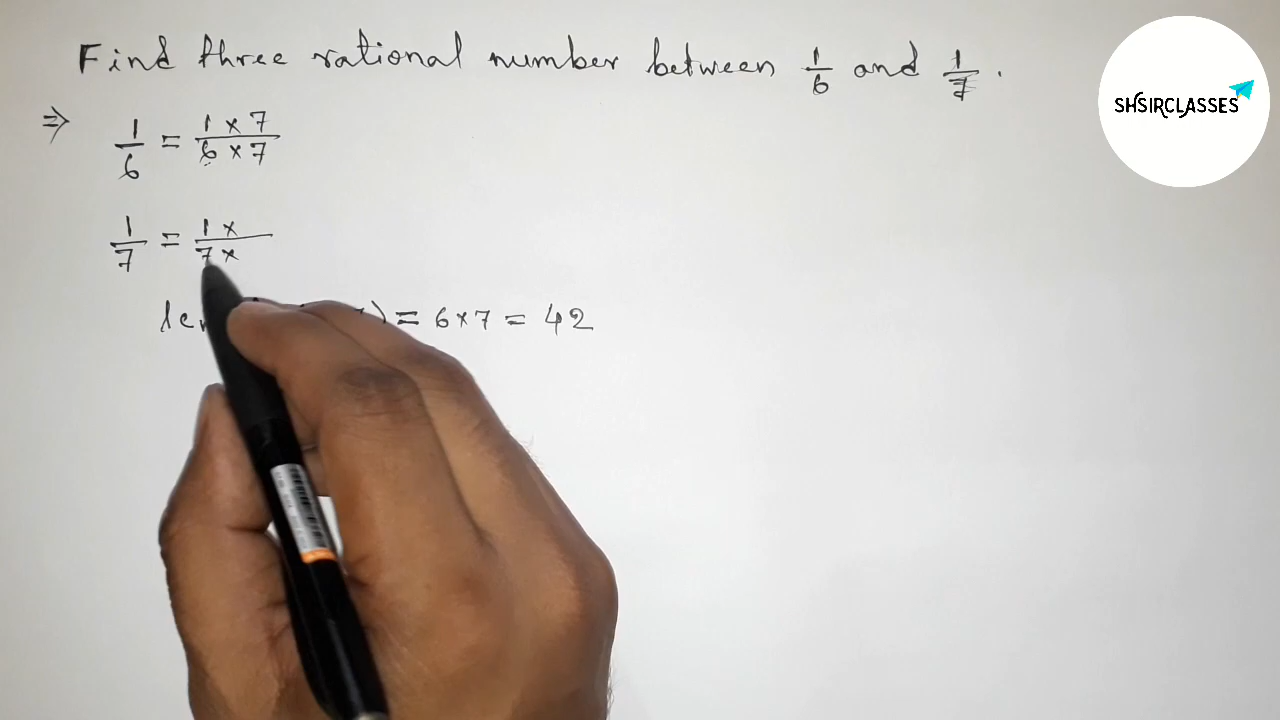 Find three rational number between 1/6 and 1/7.
SHSIRCLASSES
⇒ 1/6 = 1 × 7 / 6 × 7
1/7 = 1 × / 7 ×
) = 6 × 7 = 42